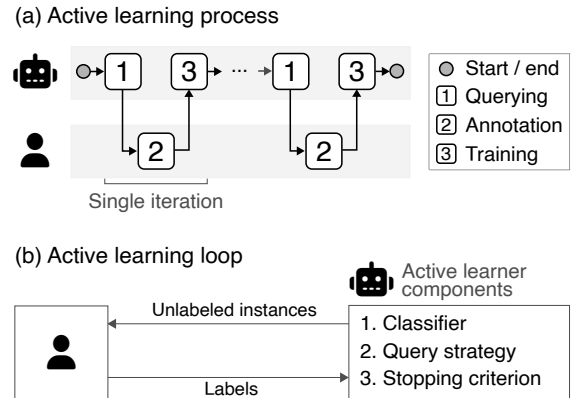 (a) Active learning process
1 3 ... 1 3
2 2
Single iteration
Start / end
1 Querying
2 Annotation
3 Training
(b) Active learning loop
Active learner
components
Unlabeled instances
Labels
1. Classifier
2. Query strategy
3. Stopping criterion